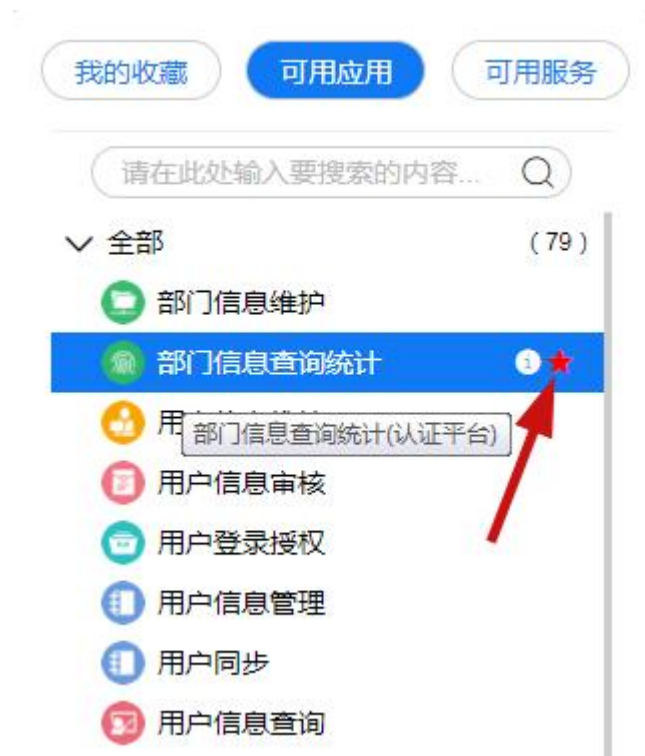 我的收藏 可用应用 可用服务
请在此处输入要搜索的内容...
全部 (79)
部门信息维护
部门信息查询统计
用
部门信息查询统计(认证平台)
用户信息审核
用户登录授权
用户信息管理
用户同步
用户信息查询